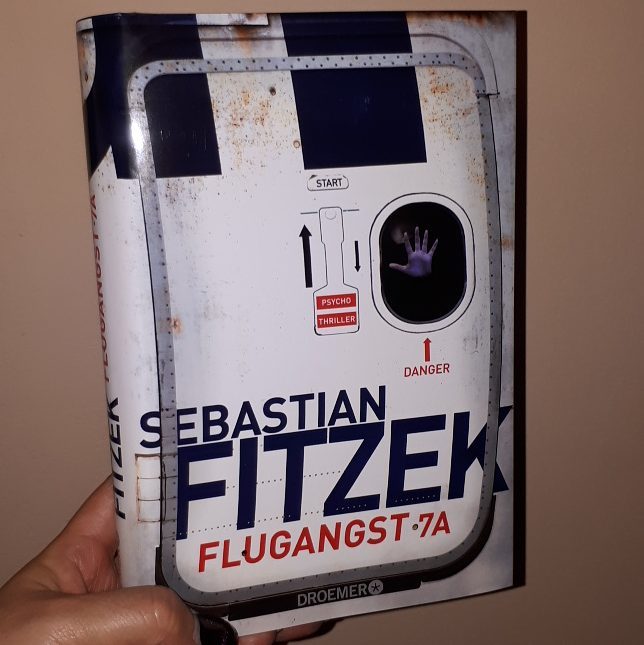 START
PSYCHO
THRILLER
DANGER
SEBASTIAN
FITZEK
FLUGANGST 7A
DROEMER
FITZEK FLUGANGST 7A